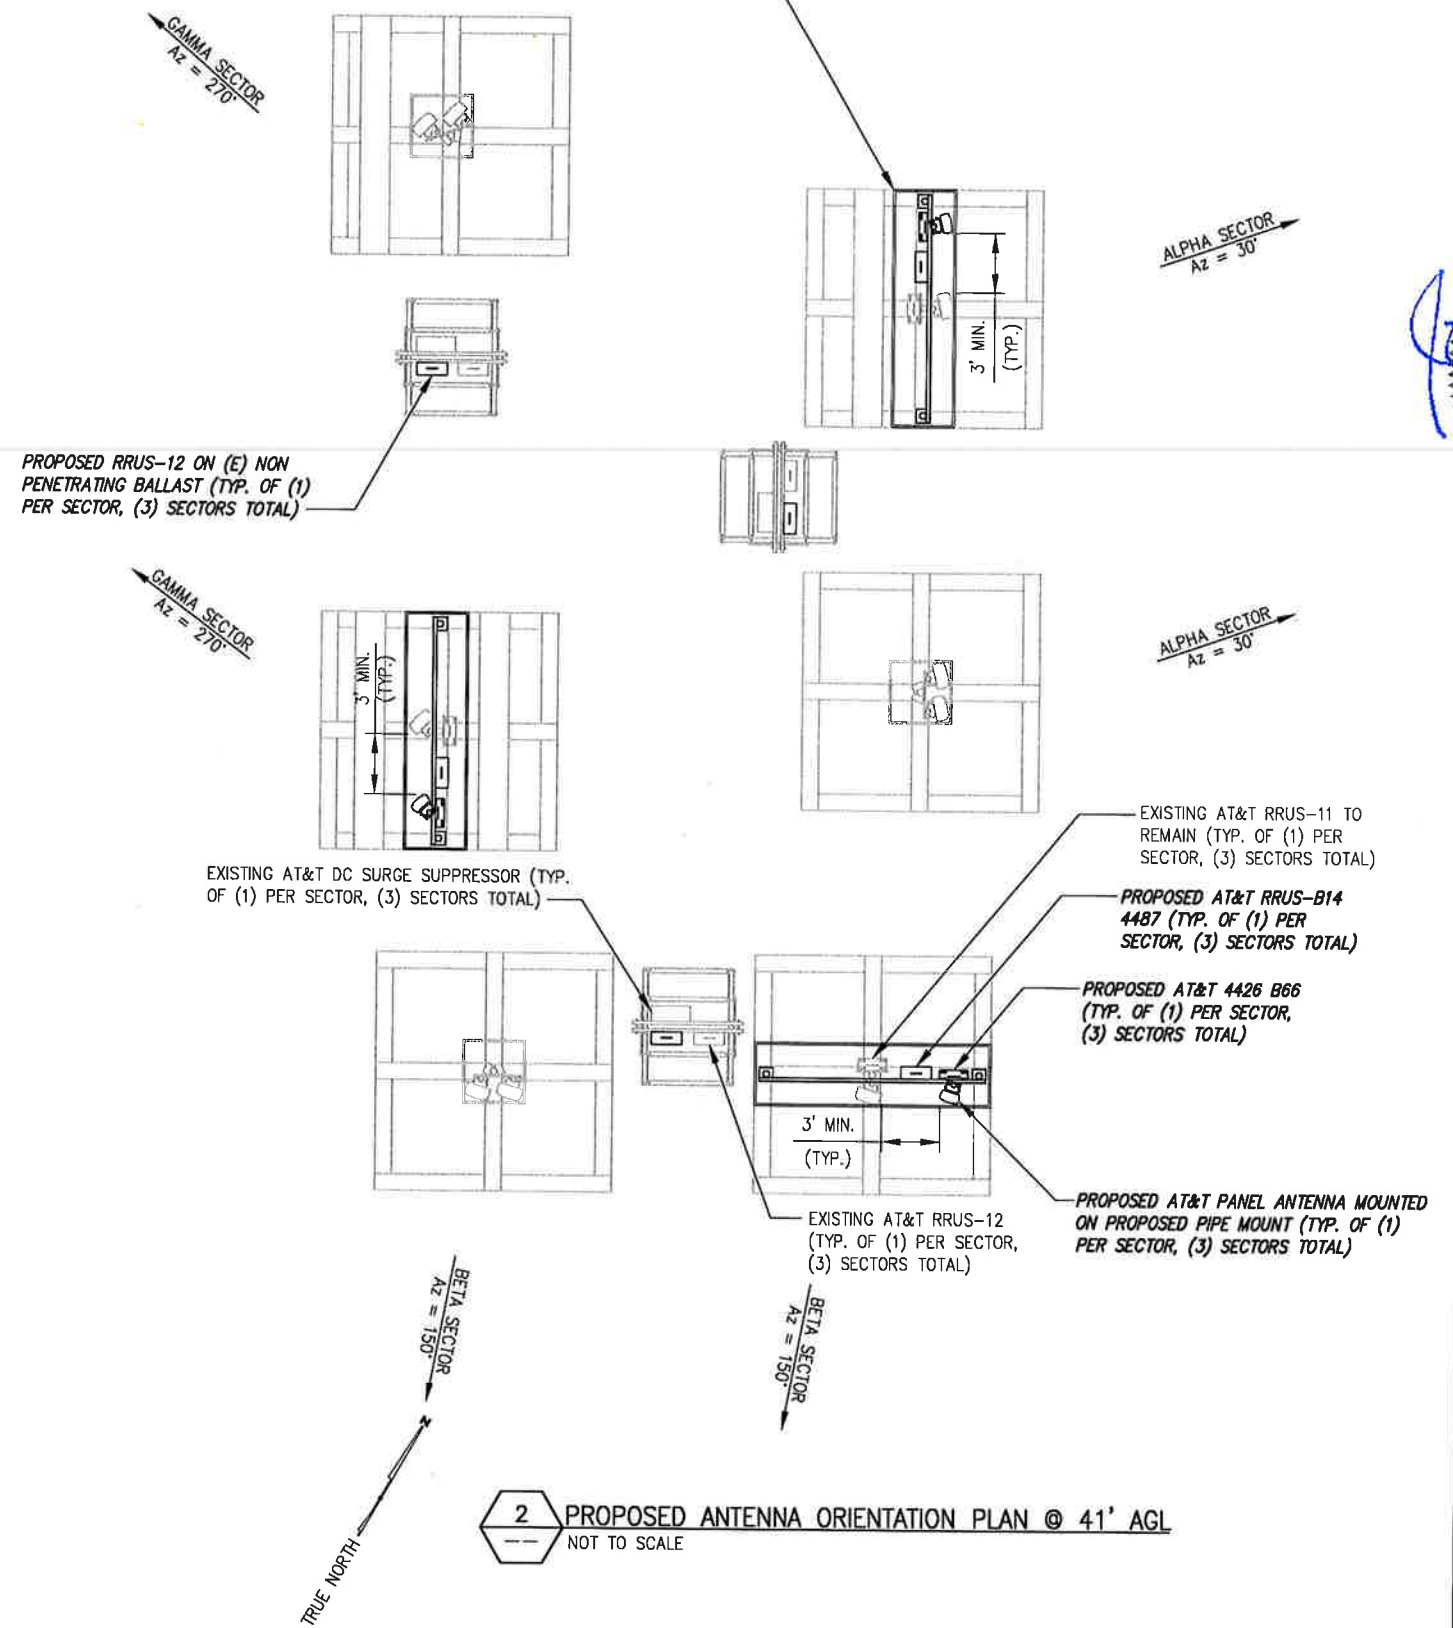 GAMMA SECTOR
Az = 270°
ALPHA SECTOR
Az = 30°
3' MIN.
(TYP.)
PROPOSED RRUS-12 ON (E) NON
PENETRATING BALLAST (TYP. OF (1)
PER SECTOR, (3) SECTORS TOTAL)
GAMMA SECTOR
Az = 270°
3' MIN.
(TYP.)
ALPHA SECTOR
Az = 30°
EXISTING AT&T RRUS-11 TO
REMAIN (TYP. OF (1) PER
SECTOR, (3) SECTORS TOTAL)
EXISTING AT&T DC SURGE SUPPRESSOR (TYP.
OF (1) PER SECTOR, (3) SECTORS TOTAL)
PROPOSED AT&T RRUS-B14
4487 (TYP. OF (1) PER
SECTOR, (3) SECTORS TOTAL)
PROPOSED AT&T 4426 B66
(TYP. OF (1) PER SECTOR,
(3) SECTORS TOTAL)
3' MIN.
(TYP.)
PROPOSED AT&T PANEL ANTENNA MOUNTED
ON PROPOSED PIPE MOUNT (TYP. OF (1)
PER SECTOR, (3) SECTORS TOTAL)
EXISTING AT&T RRUS-12
(TYP. OF (1) PER SECTOR,
(3) SECTORS TOTAL)
BETA SECTOR
Az = 150°
BETA SECTOR
Az = 150°
N
TRUE NORTH
2
PROPOSED ANTENNA ORIENTATION PLAN @ 41' AGL
NOT TO SCALE